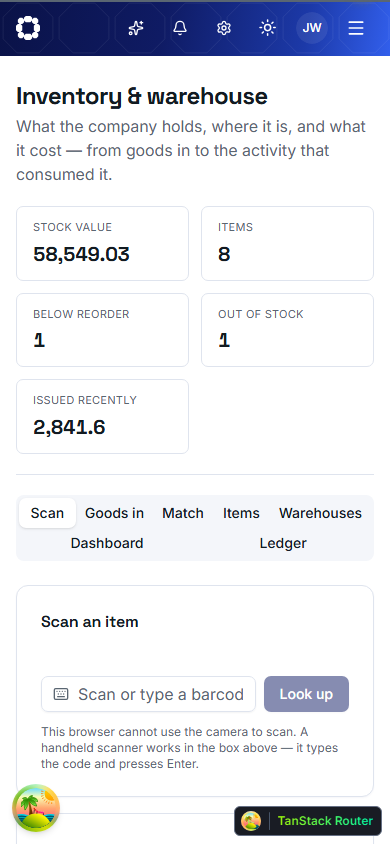 JW
Inventory & warehouse
What the company holds, where it is, and what
it cost — from goods in to the activity that
consumed it.
STOCK VALUE
58,549.03
ITEMS
8
BELOW REORDER
1
OUT OF STOCK
1
ISSUED RECENTLY
2,841.6
Scan Goods in Match Items Warehouses
Dashboard Ledger
Scan an item
Scan or type a barcod
Look up
This browser cannot use the camera to scan. A
handheld scanner works in the box above — it types
the code and presses Enter.
TanStack Router